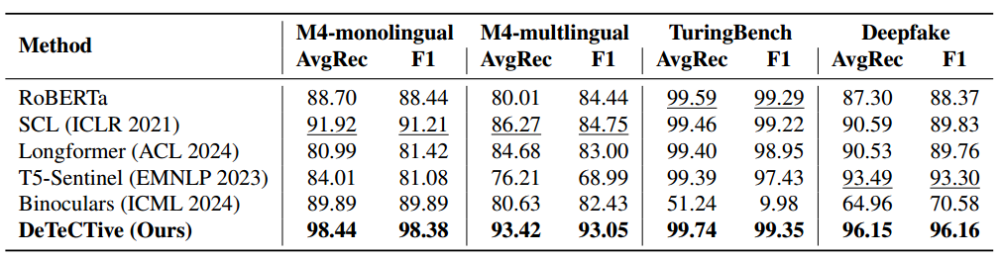 Method M4-monolingual M4-multlingual TuringBench Deepfake
AvgRec F1 AvgRec F1 AvgRec F1 AvgRec F1
RoBERTa 88.70 88.44 80.01 84.44 99.59 99.29 87.30 88.37
SCL (ICLR 2021) 91.92 91.21 86.27 84.75 99.46 99.22 90.59 89.83
Longformer (ACL 2024) 80.99 81.42 84.68 83.00 99.40 98.95 90.53 89.76
T5-Sentinel (EMNLP 2023) 84.01 81.08 76.21 68.99 99.39 97.43 93.49 93.30
Binoculars (ICML 2024) 89.89 89.89 80.63 82.43 51.24 9.98 64.96 70.58
DeTeCTive (Ours) 98.44 98.38 93.42 93.05 99.74 99.35 96.15 96.16